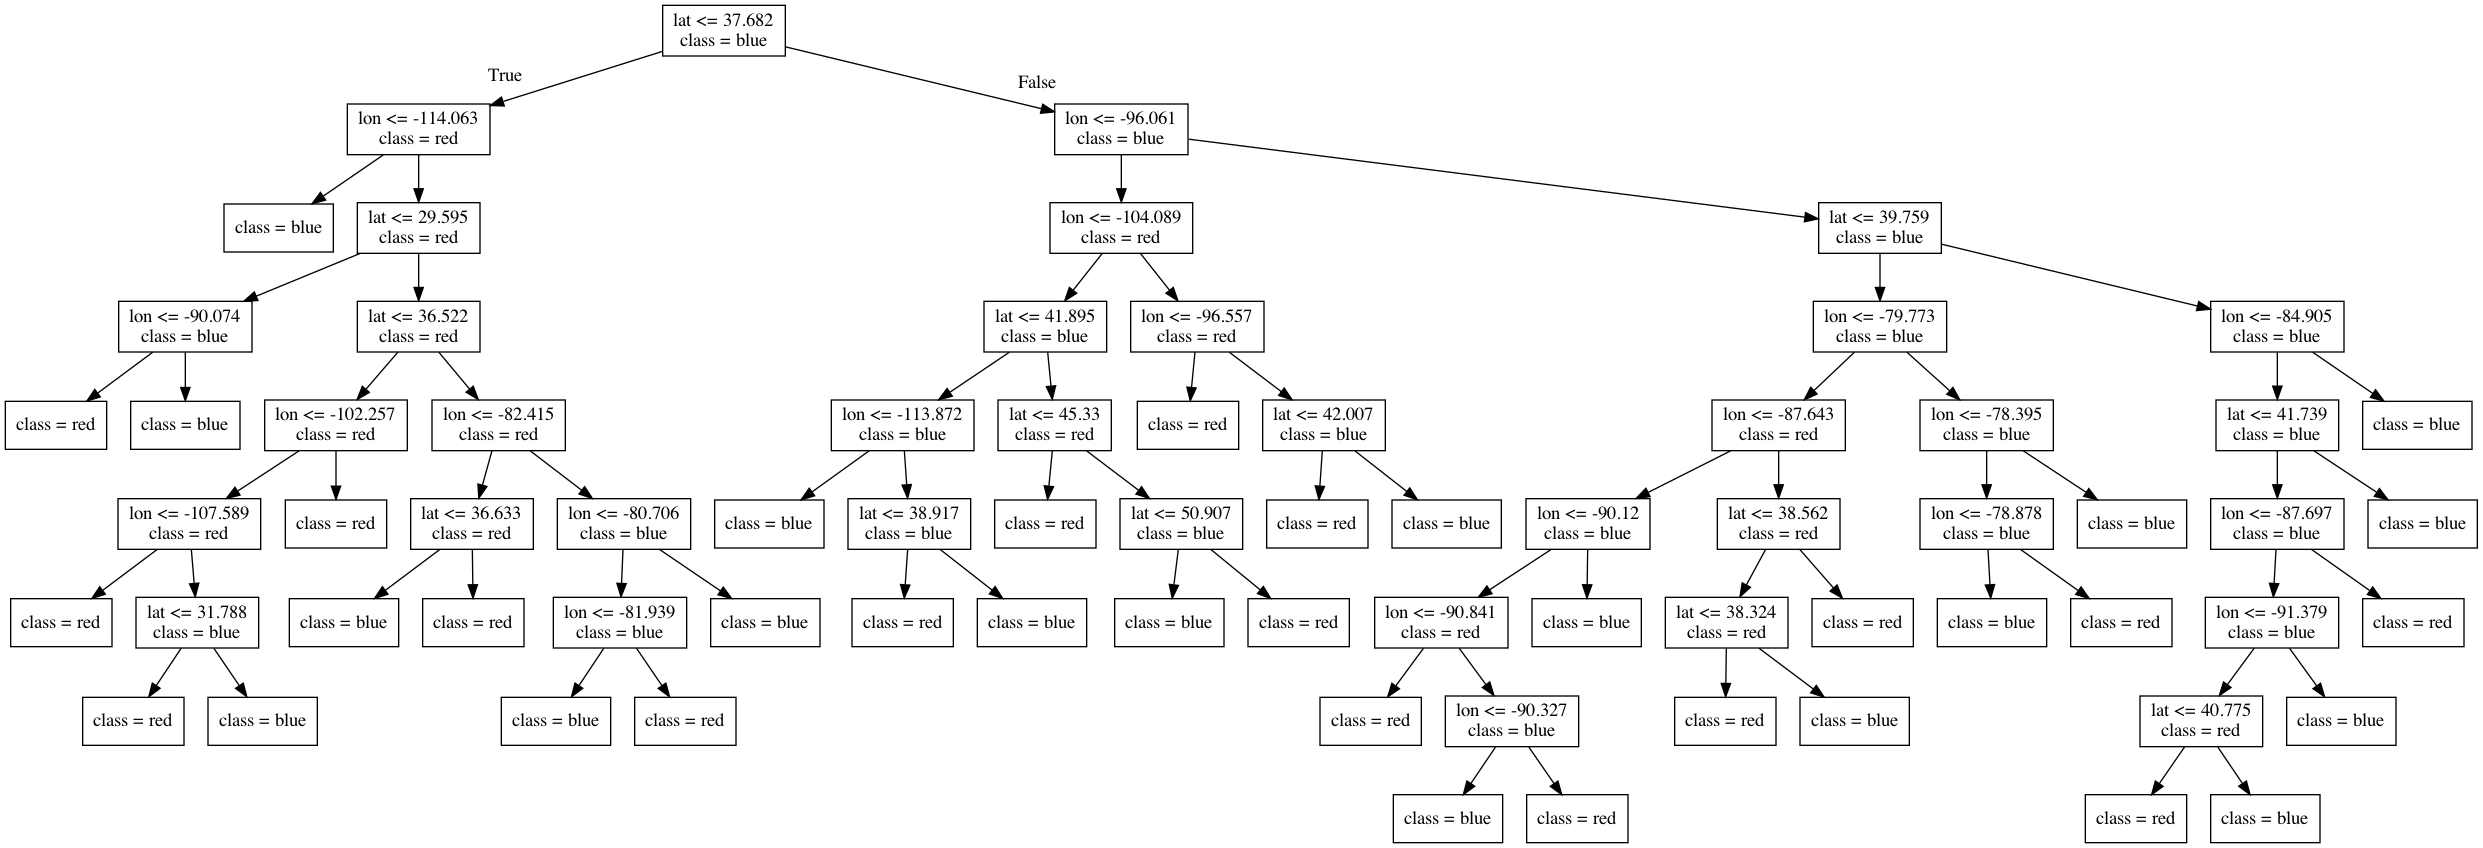 lat <= 37.682
class = blue
True
False
lon <= -114.063
class = red
lon <= -96.061
class = blue
class = blue
lat <= 29.595
class = red
lon <= -104.089
class = red
lat <= 39.759
class = blue
lon <= -90.074
class = blue
lat <= 36.522
class = red
lat <= 41.895
class = blue
lon <= -96.557
class = red
lon <= -79.773
class = blue
lon <= -84.905
class = blue
class = red
class = blue
lon <= -102.257
class = red
lon <= -82.415
class = red
lon <= -113.872
class = blue
lat <= 45.33
class = red
class = red
lat <= 42.007
class = blue
lon <= -87.643
class = red
lon <= -78.395
class = blue
lat <= 41.739
class = blue
class = blue
lon <= -107.589
class = red
class = red
lat <= 36.633
class = red
lon <= -80.706
class = blue
class = blue
lat <= 38.917
class = blue
class = red
lat <= 50.907
class = blue
class = red
class = blue
lon <= -90.12
class = blue
lat <= 38.562
class = red
lon <= -78.878
class = blue
class = blue
lon <= -87.697
class = blue
class = blue
class = red
lat <= 31.788
class = blue
class = blue
class = red
lon <= -81.939
class = blue
class = blue
class = red
class = blue
class = blue
class = red
lon <= -90.841
class = red
class = blue
lat <= 38.324
class = red
class = red
class = blue
class = red
lon <= -91.379
class = blue
class = red
class = red
class = blue
class = blue
class = red
class = red
lon <= -90.327
class = blue
class = red
class = blue
lat <= 40.775
class = red
class = blue
class = blue
class = red
class = red
class = blue